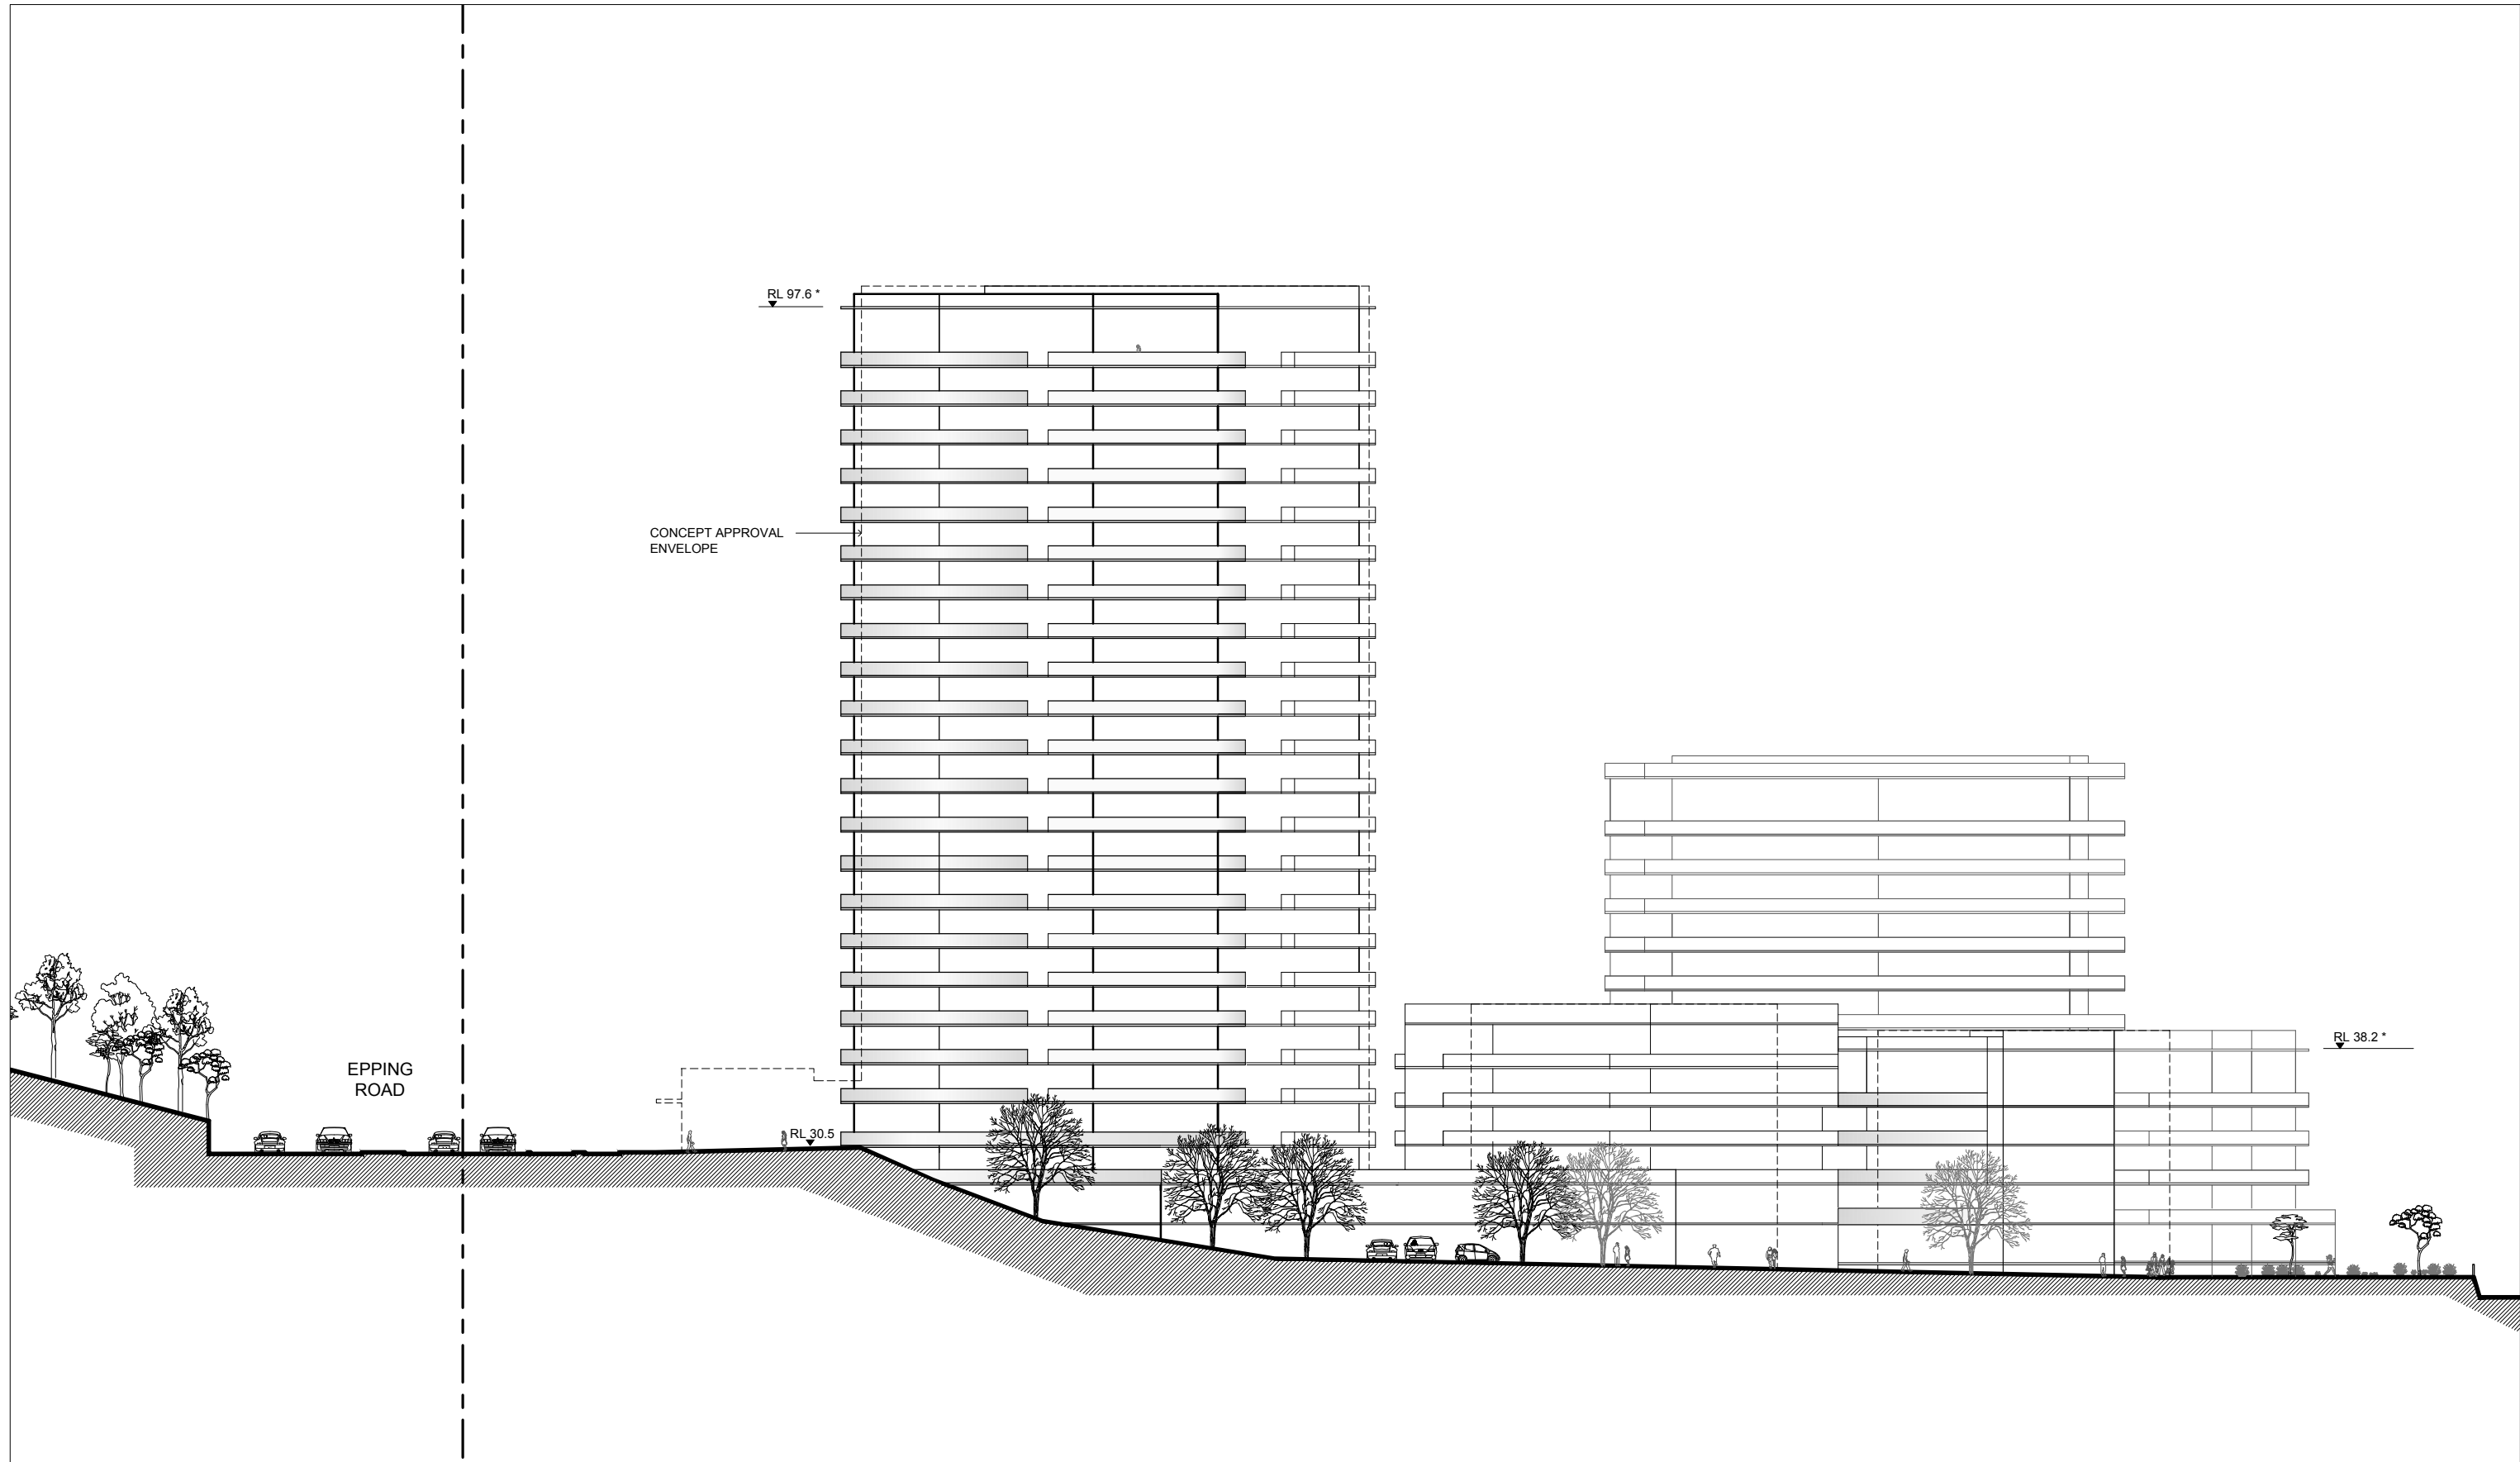 RL 97.6 *
CONCEPT APPROVAL
ENVELOPE
RL 38.2 *
EPPING
ROAD
RL 30.5